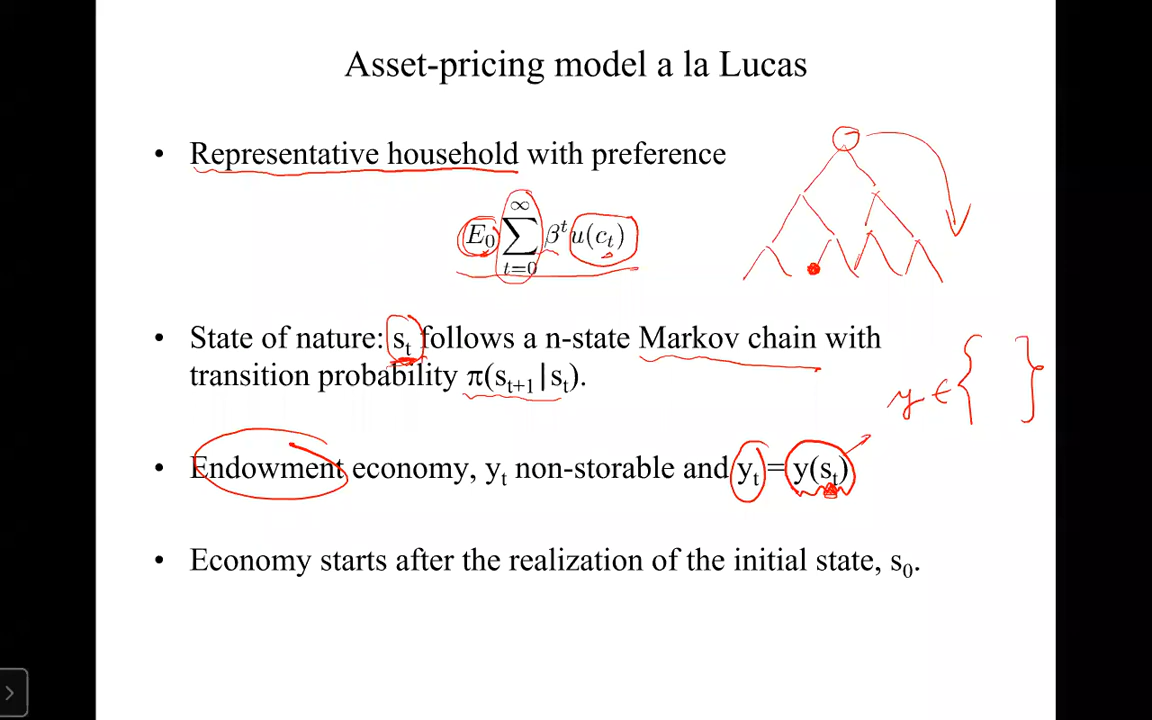 Asset-pricing model a la Lucas
• Representative household with preference
E₀ ∑_{t=0}^{∞} βᵗ u(cₜ)
• State of nature: sₜ follows a n-state Markov chain with
transition probability π(sₜ₊₁|sₜ).
y ∈ { }
• Endowment economy, yₜ non-storable and yₜ = y(sₜ)
• Economy starts after the realization of the initial state, s₀.